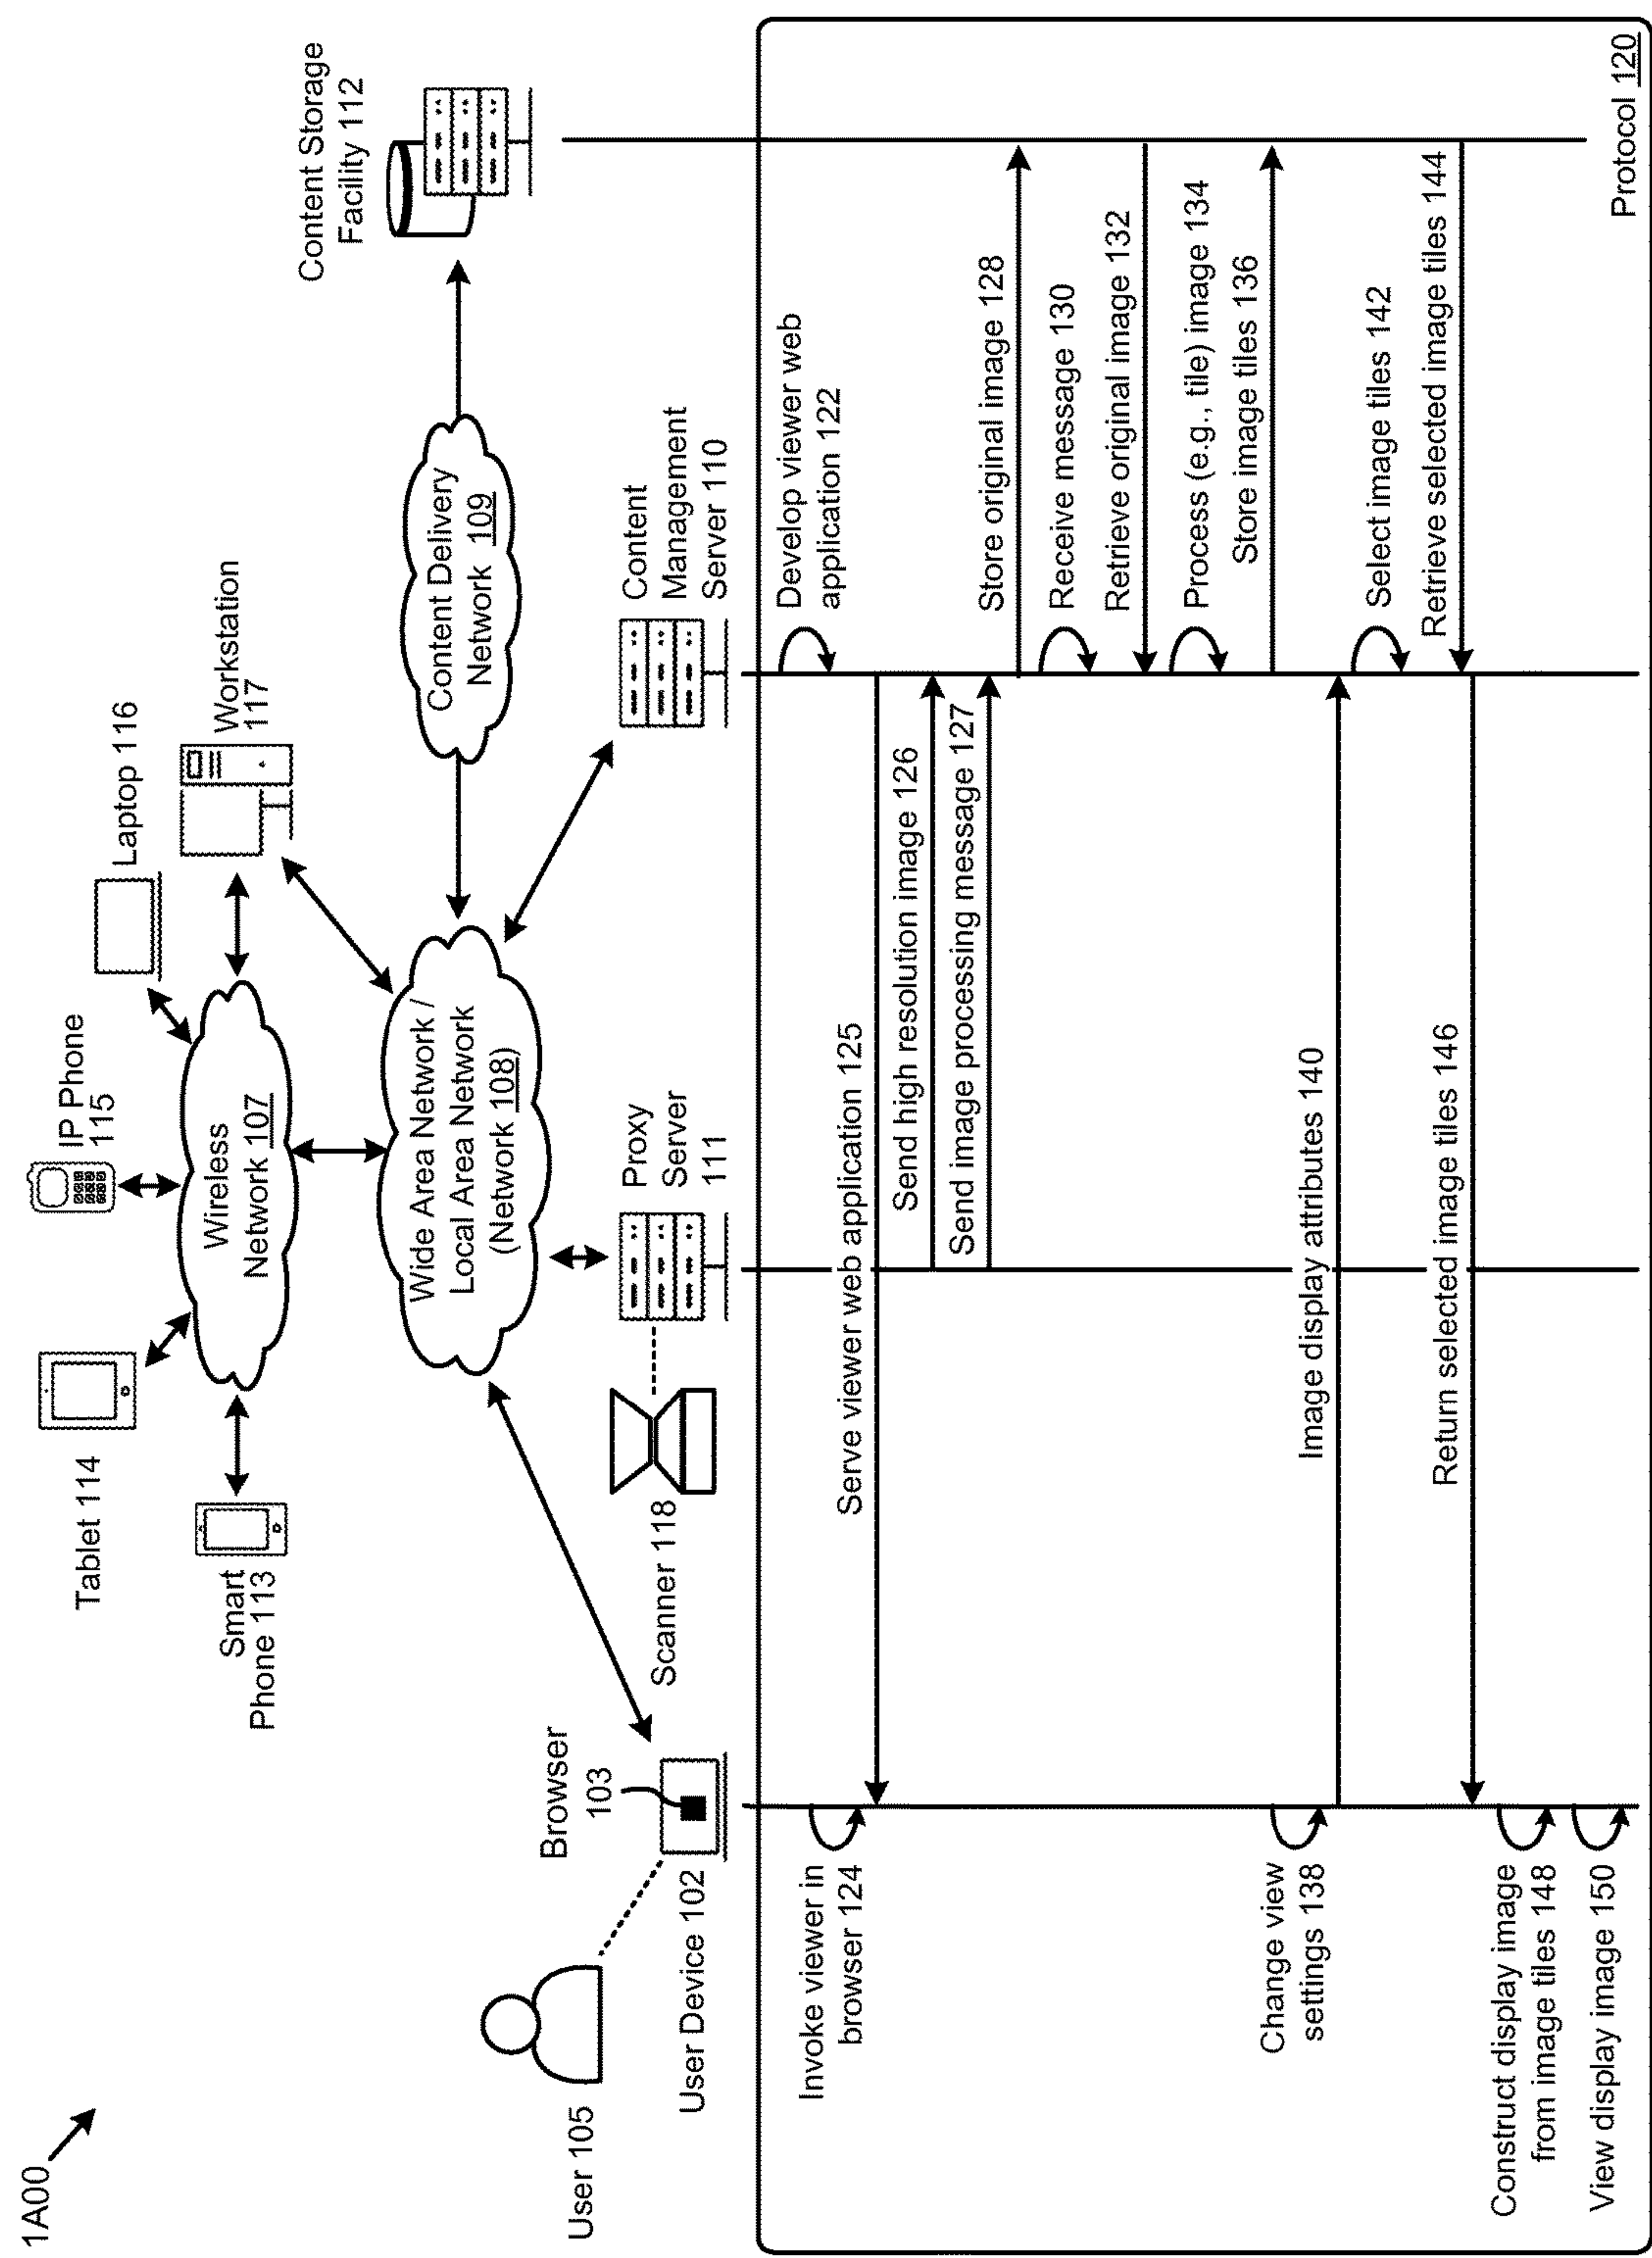 1A00
Tablet 114
IP Phone
115
Laptop 116
Smart
Phone 113
Wireless
Network 107
Workstation
117
Content Storage
Facility 112
Wide Area Network /
Local Area Network
(Network 108)
Content Delivery
Network 109
User 105
Browser
103
User Device 102
Scanner 118
Proxy
Server
111
Content
Management
Server 110
Develop viewer web
application 122
Invoke viewer in
browser 124
Serve viewer web application 125
Send high resolution image 126
Send image processing message 127
Store original image 128
Receive message 130
Retrieve original image 132
Process (e.g., tile) image 134
Store image tiles 136
Change view
settings 138
Image display attributes 140
Select image tiles 142
Retrieve selected image tiles 144
Return selected image tiles 146
Construct display image
from image tiles 148
View display image 150
Protocol 120